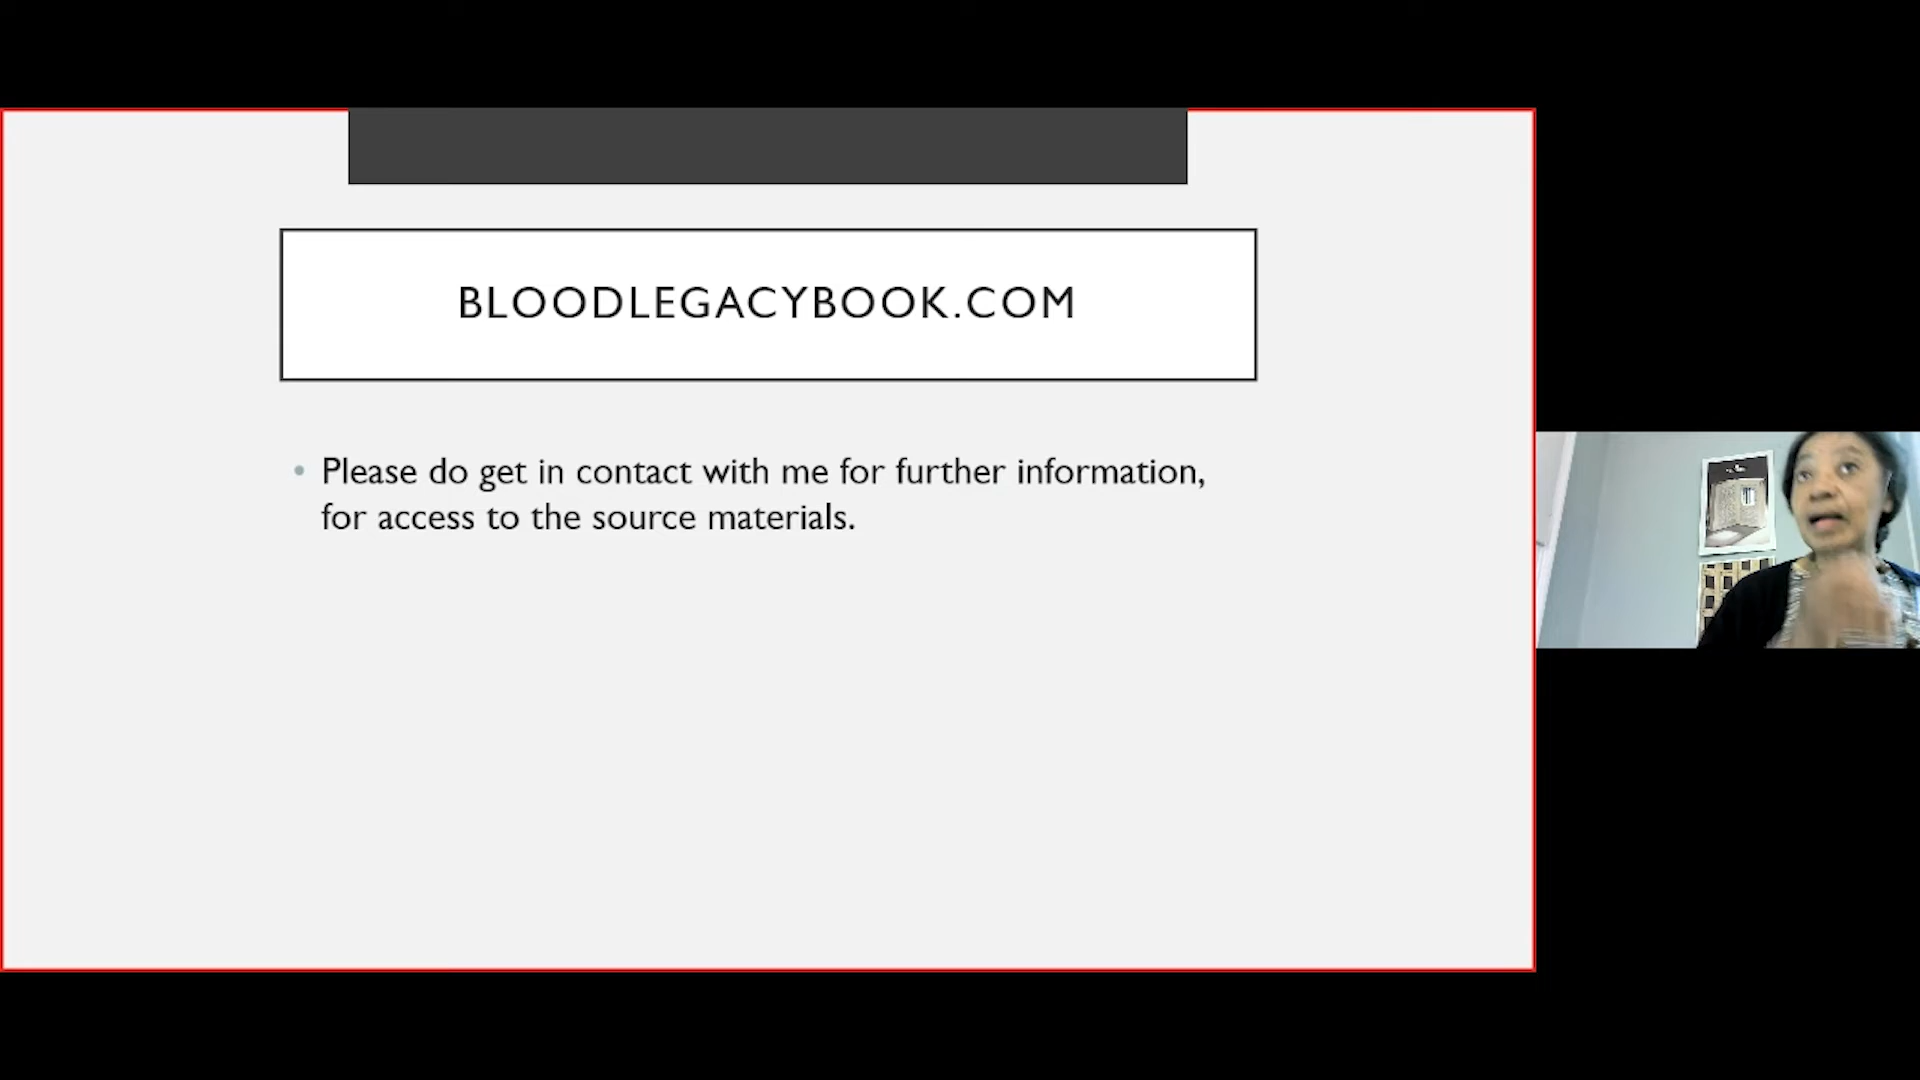 BLOODLEGACYBOOK.COM
• Please do get in contact with me for further information,
for access to the source materials.